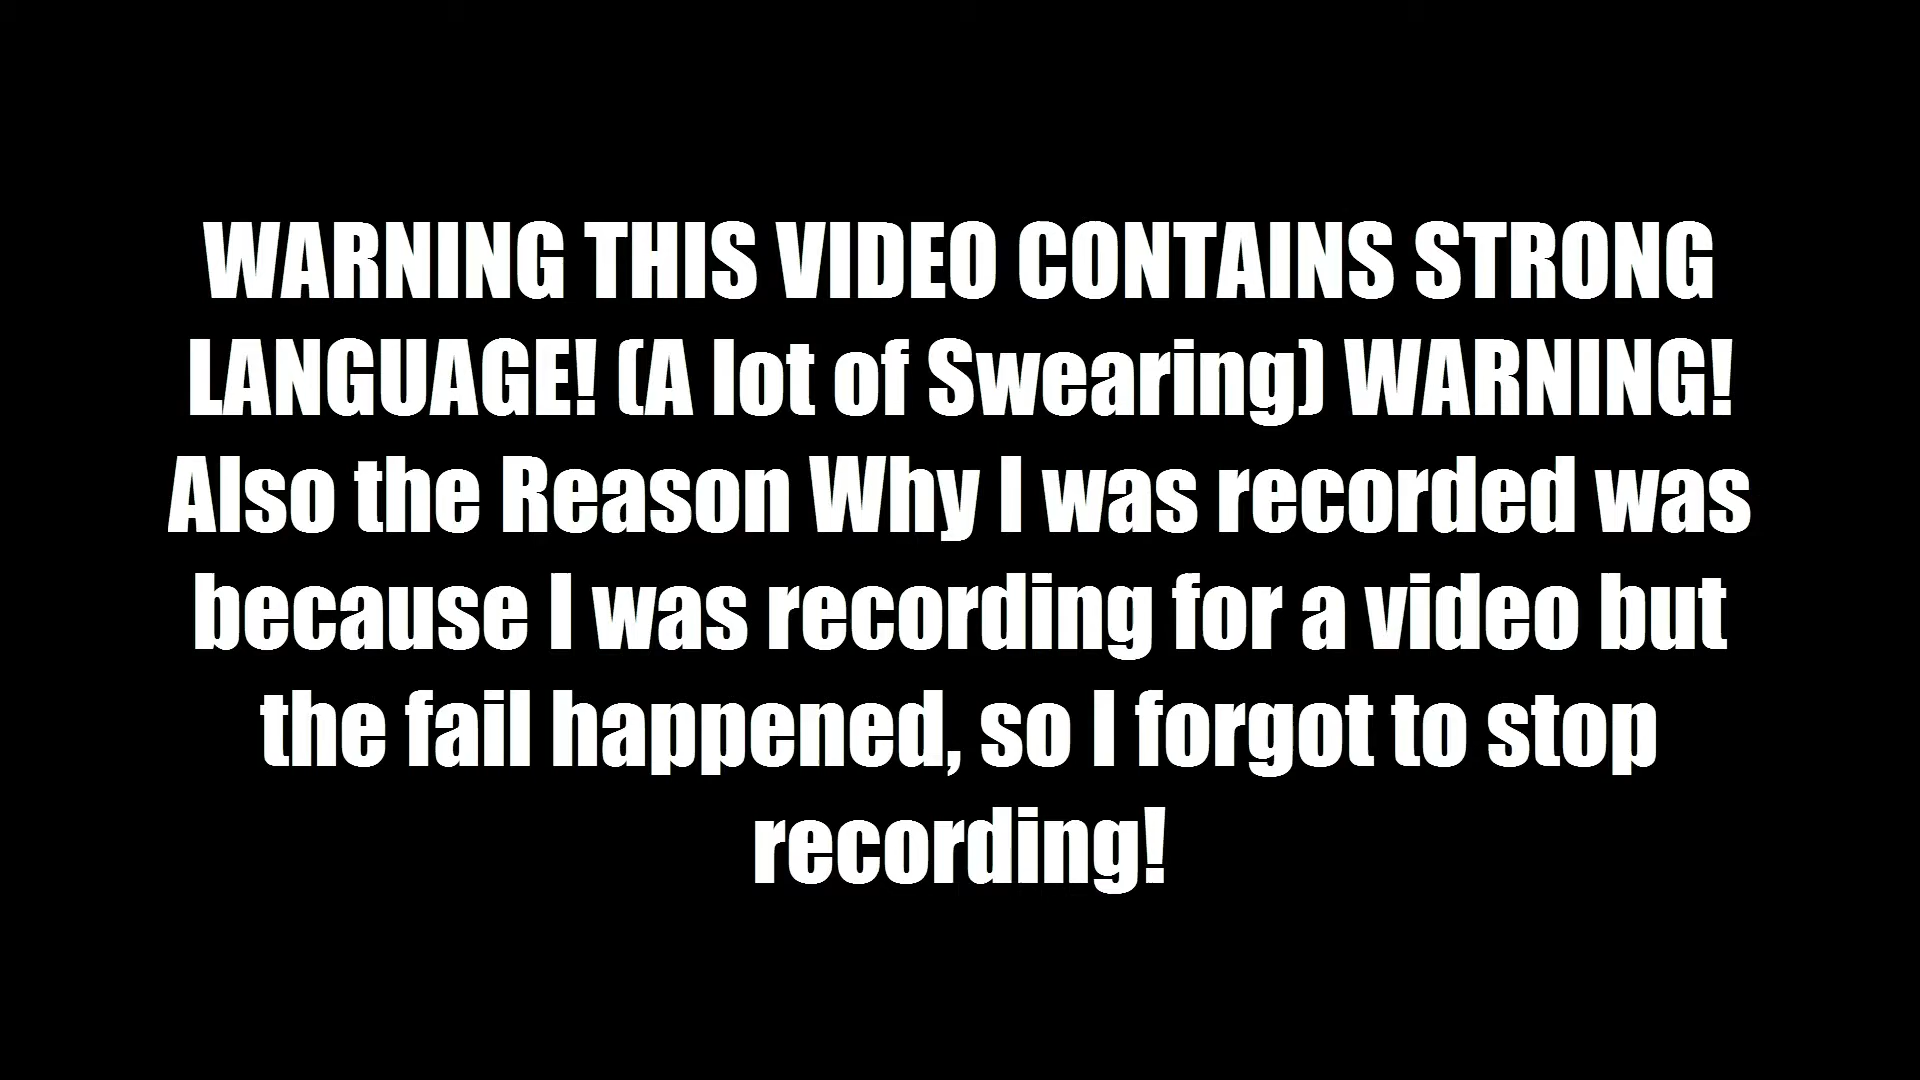 WARNING THIS VIDEO CONTAINS STRONG
LANGUAGE! (A lot of Swearing) WARNING!
Also the Reason Why I was recorded was
because I was recording for a video but
the fail happened, so I forgot to stop
recording!